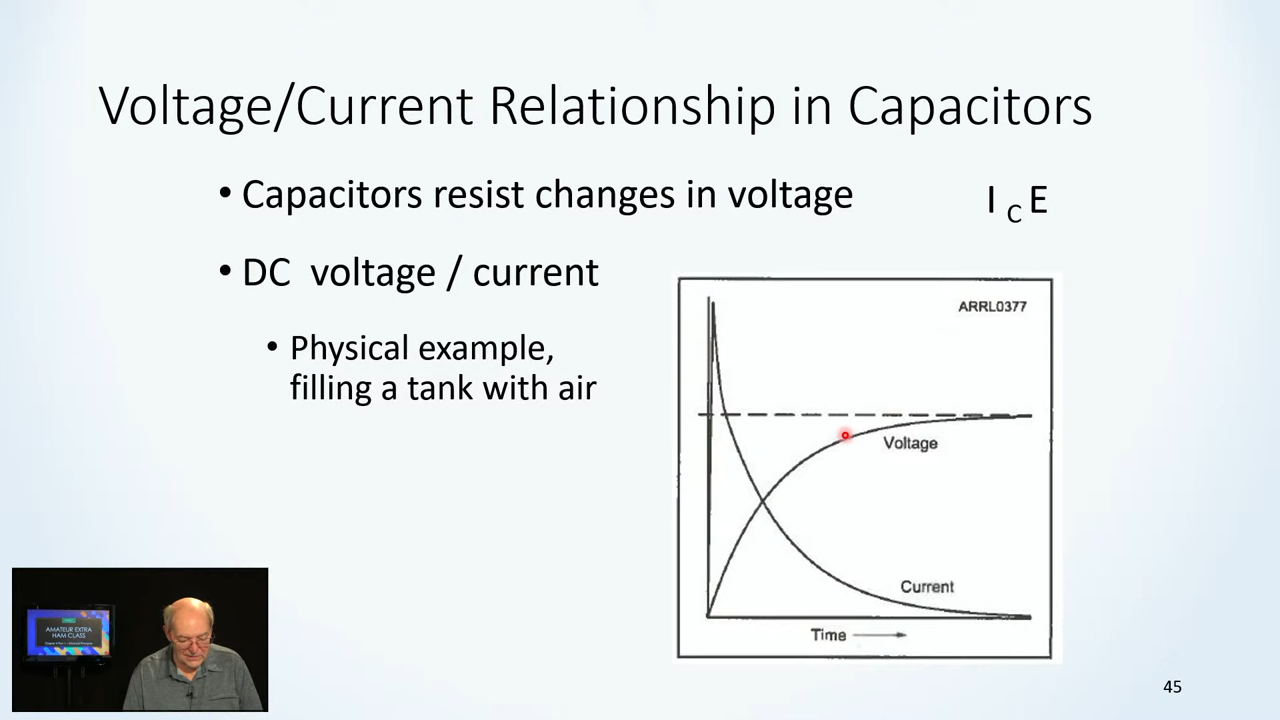 Voltage/Current Relationship in Capacitors
• Capacitors resist changes in voltage
I C E
• DC voltage / current
• Physical example,
filling a tank with air
ARRL0377
Voltage
Current
Time
AMATEUR EXTRA
HAM CLASS
45